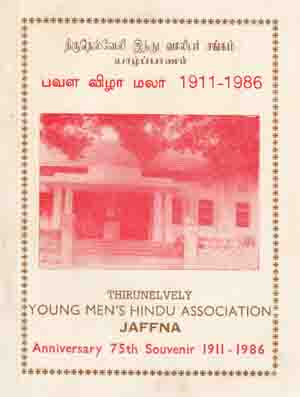 திருநெல்வேலி இந்து வாலிபர் சங்கம்
யாழ்ப்பாணம்
பவள விழா மலர் 1911-1986
THIRUNELVELY
YOUNG MEN'S HINDU ASSOCIATION
JAFFNA
Anniversary 75th Souvenir 1911-1986